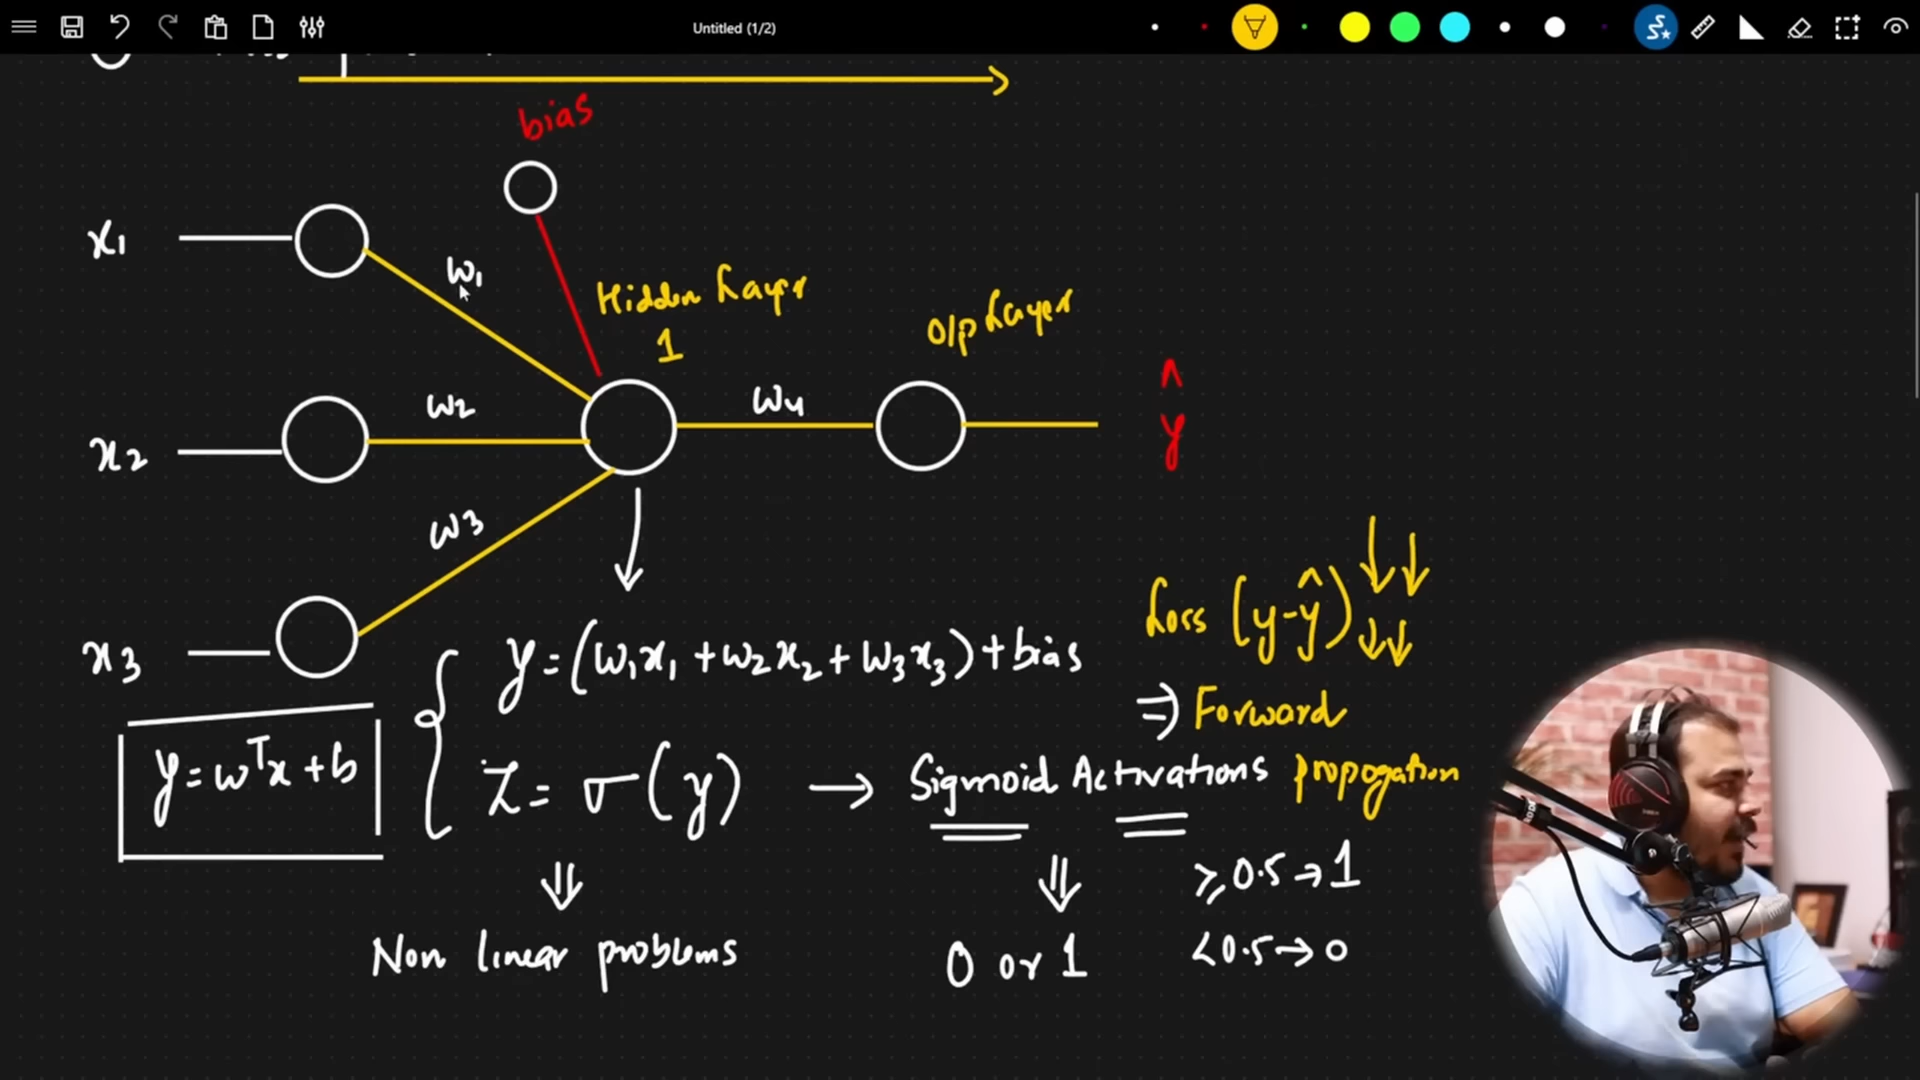 Untitled (1/2)
bias
x1
w1
Hidden Layer
1
O/p Layer
w2
w4
ŷ
x2
w3
x3
y=(w1x1+w2x2+w3x3)+bias
Loss (y-ŷ)
⇒ Forward
propogation
y=wᵀx+b
z=σ(y) → Sigmoid Activations
≥0.5→1
Non linear problems
0 or 1
<0.5→0